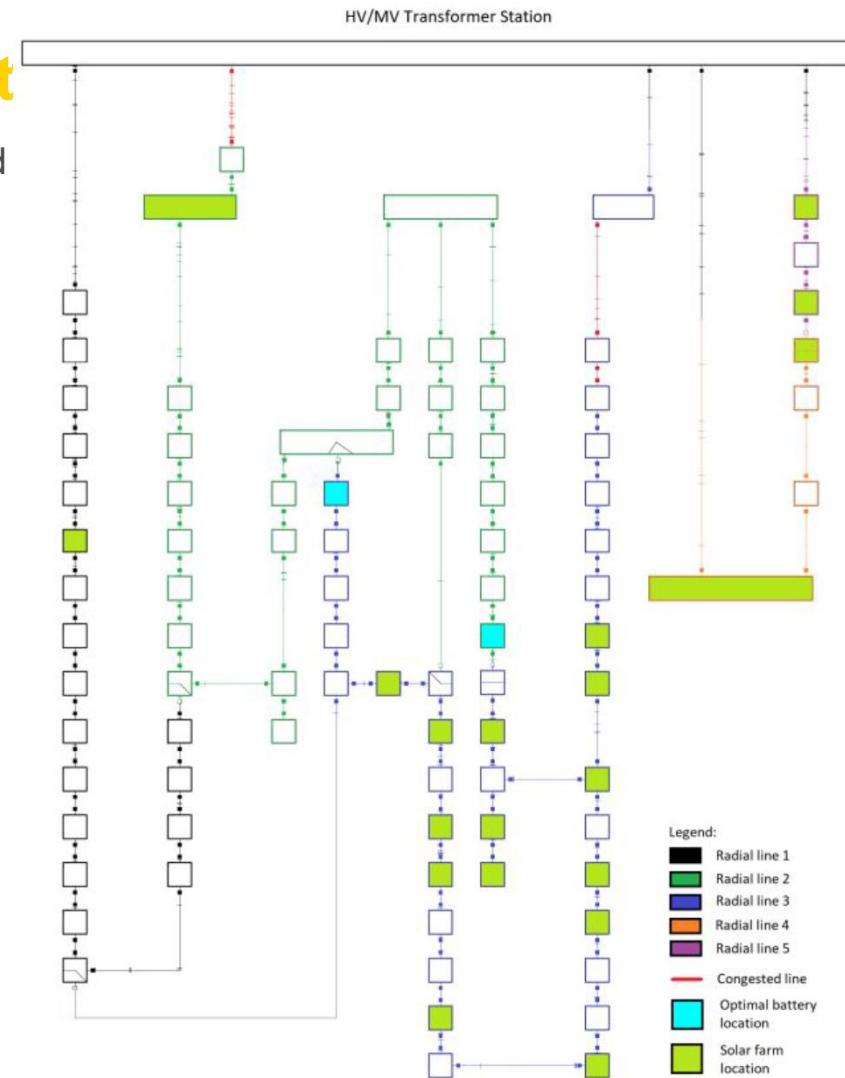 HV/MV Transformer Station
t
d
Legend:
Radial line 1
Radial line 2
Radial line 3
Radial line 4
Radial line 5
Congested line
Optimal battery
location
Solar farm
location